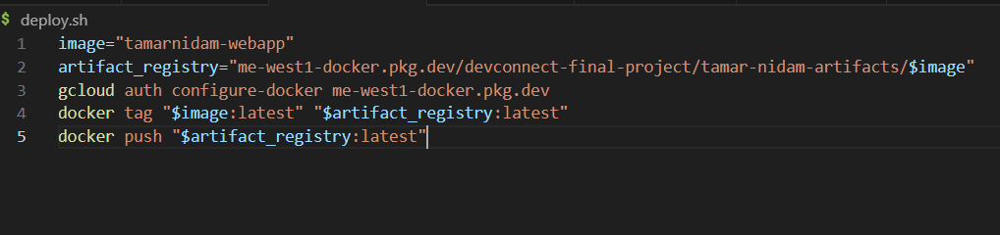 $ deploy.sh
1 image="tamarnidam-webapp"
2 artifact_registry="me-west1-docker.pkg.dev/devconnect-final-project/tamar-nidam-artifacts/$image"
3 gcloud auth configure-docker me-west1-docker.pkg.dev
4 docker tag "$image:latest" "$artifact_registry:latest"
5 docker push "$artifact_registry:latest"